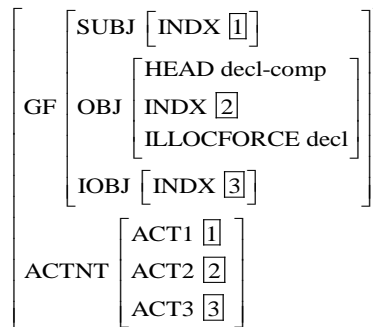 SUBJ [INDX 1]
HEAD decl-comp
GF OBJ INDX 2
ILLOCFORCE decl
IOBJ [INDX 3]
ACT1 1
ACTNT ACT2 2
ACT3 3